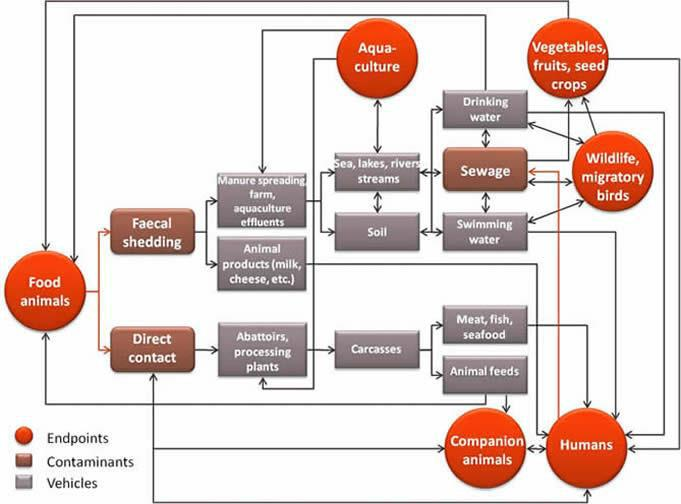 Aqua-
culture
Vegetables,
fruits, seed
crops
Drinking
water
Sea, lakes, rivers
streams
Sewage
Wildlife,
migratory
birds
Manure spreading,
farm,
aquaculture
effluents
Faecal
shedding
Soil
Swimming
water
Animal
products (milk,
cheese, etc.)
Food
animals
Direct
contact
Abattoirs,
processing
plants
Carcasses
Meat, fish,
seafood
Animal feeds
Companion
animals
Humans
Endpoints
Contaminants
Vehicles